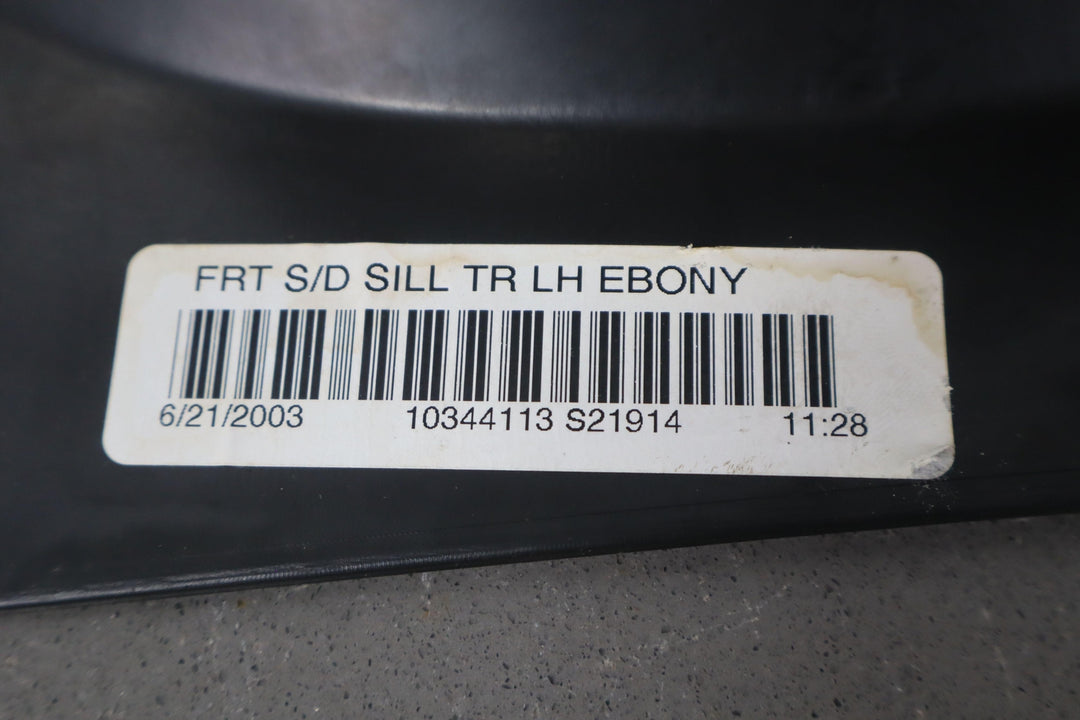 FRT S/D SILL TR LH EBONY
6/21/2003 10344113 S21914 11:28